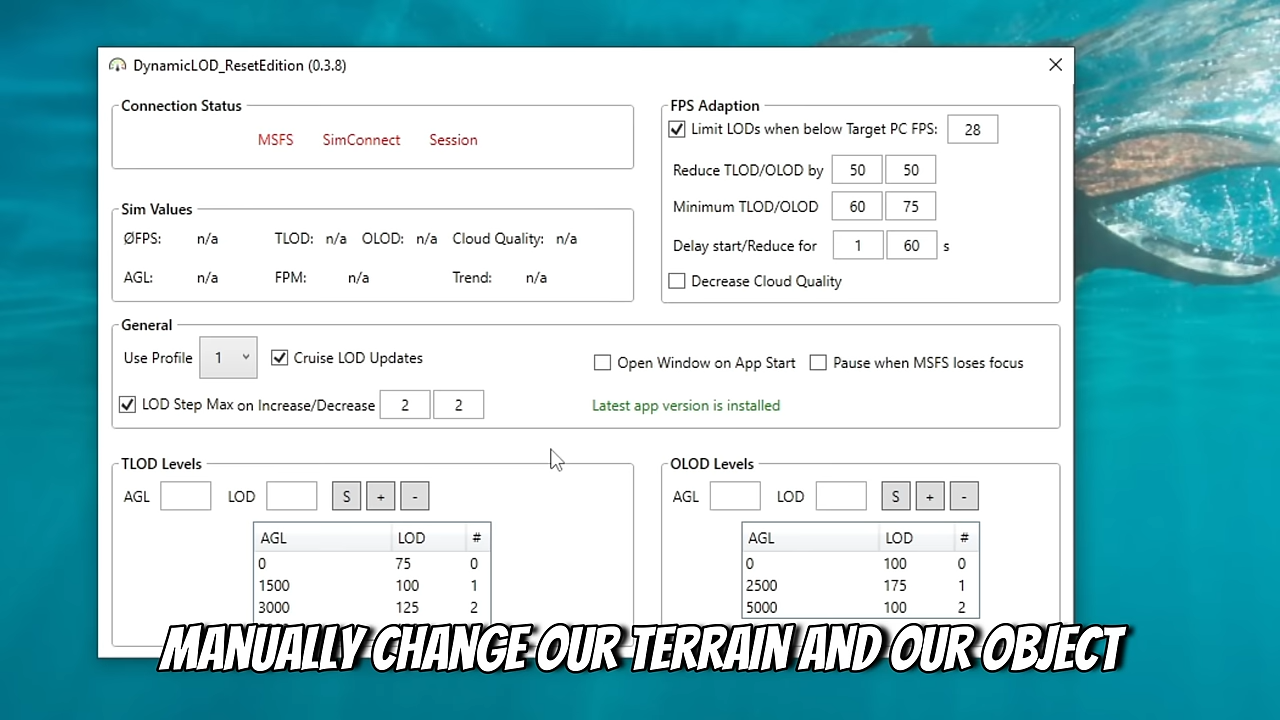 DynamicLOD_ResetEdition (0.3.8)
Connection Status
MSFS SimConnect Session
Sim Values
ØFPS: n/a TLOD: n/a OLOD: n/a Cloud Quality: n/a
AGL: n/a FPM: n/a Trend: n/a
FPS Adaption
Limit LODs when below Target PC FPS: 28
Reduce TLOD/OLOD by 50 50
Minimum TLOD/OLOD 60 75
Delay start/Reduce for 1 60 s
Decrease Cloud Quality
General
Use Profile 1 Cruise LOD Updates
Open Window on App Start Pause when MSFS loses focus
LOD Step Max on Increase/Decrease 2 2
Latest app version is installed
TLOD Levels
AGL LOD S + -
AGL LOD #
0 75 0
1500 100 1
3000 125 2
OLOD Levels
AGL LOD S + -
AGL LOD #
0 100 0
2500 175 1
5000 100 2
MANUALLY CHANGE OUR TERRAIN AND OUR OBJECT